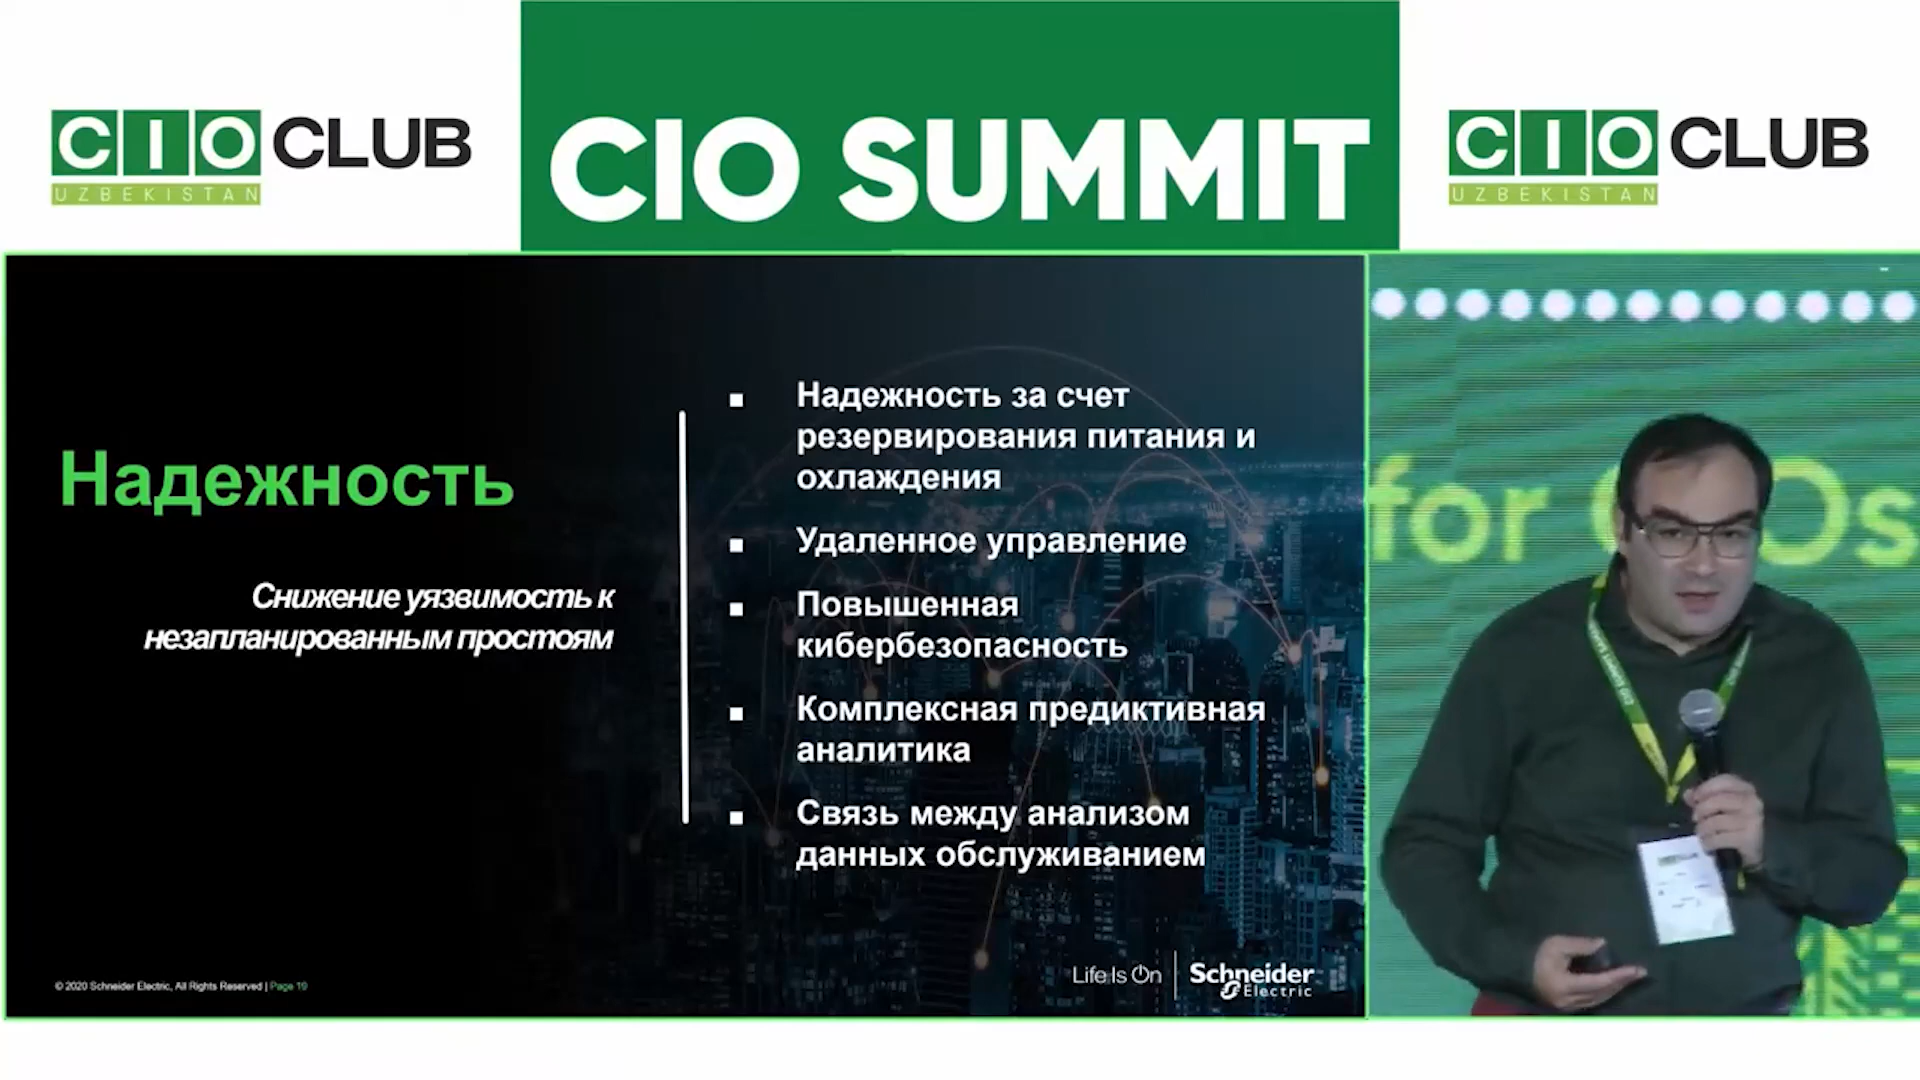 CIO CLUB
UZBEKISTAN
CIO SUMMIT
CIO CLUB
UZBEKISTAN
Надежность
Снижение уязвимость к
незапланированным простоям
Надежность за счет
резервирования питания и
охлаждения
Удаленное управление
Повышенная
кибербезопасность
Комплексная предиктивная
аналитика
Связь между анализом
данных обслуживанием
© 2020 Schneider Electric, All Rights Reserved | Page 19
Life Is On
Schneider
Electric
for CIOs